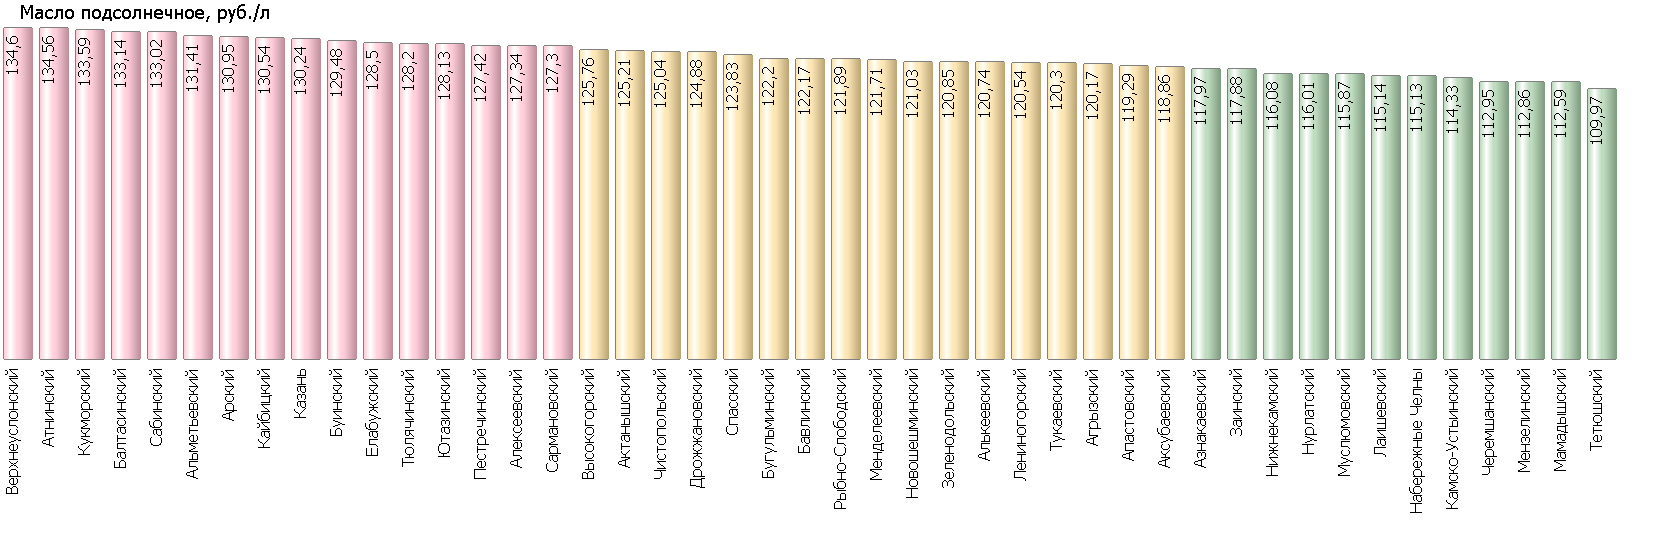 Масло подсолнечное, руб./л
134,6
134,56
133,59
133,14
133,02
131,41
130,95
130,54
130,24
129,48
128,5
128,2
128,13
127,42
127,34
127,3
125,76
125,21
125,04
124,88
123,83
122,2
122,17
121,89
121,71
121,03
120,85
120,74
120,54
120,3
120,17
119,29
118,86
117,97
117,88
116,08
116,01
115,87
115,14
115,13
114,33
112,95
112,86
112,59
109,97
Верхнеуслонский
Атнинский
Кукморский
Балтасинский
Сабинский
Альметьевский
Арский
Кайбицкий
Казань
Буинский
Елабужский
Тюлячинский
Ютазинский
Пестречинский
Алексеевский
Сармановский
Высокогорский
Актанышский
Чистопольский
Дрожжановский
Спасский
Бугульминский
Бавлинский
Рыбно-Слободский
Менделеевский
Новошешминский
Зеленодольский
Алькеевский
Лениногорский
Тукаевский
Агрызский
Апастовский
Аксубаевский
Азнакаевский
Заинский
Нижнекамский
Нурлатский
Муслюмовский
Лаишевский
Набережные Челны
Камско-Устьинский
Черемшанский
Мензелинский
Мамадышский
Тетюшский